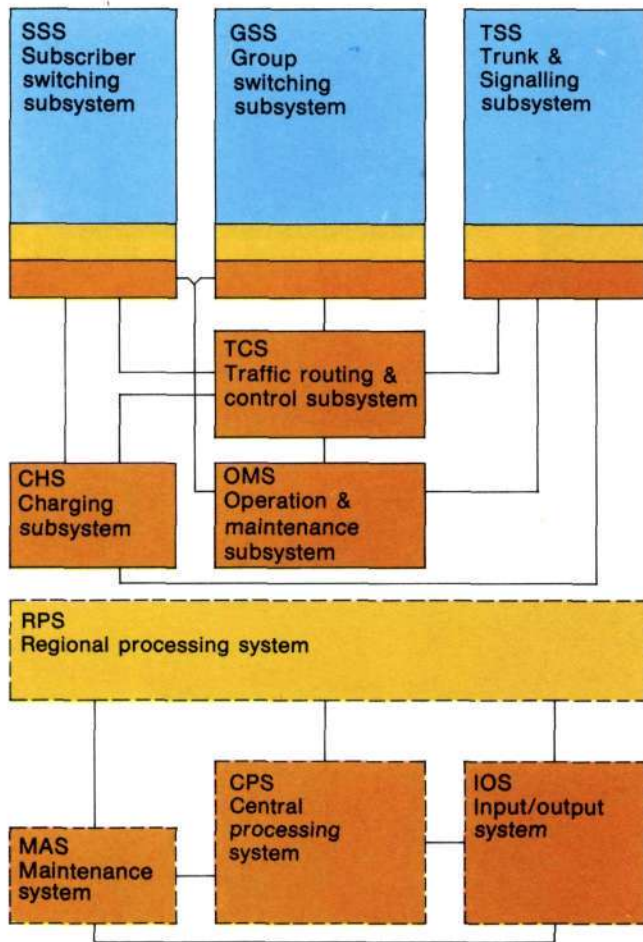 SSS
Subscriber
switching
subsystem
GSS
Group
switching
subsystem
TSS
Trunk &
Signalling
subsystem
TCS
Traffic routing &
control subsystem
CHS
Charging
subsystem
OMS
Operation &
maintenance
subsystem
RPS
Regional processing system
CPS
Central
processing
system
IOS
Input/output
system
MAS
Maintenance
system